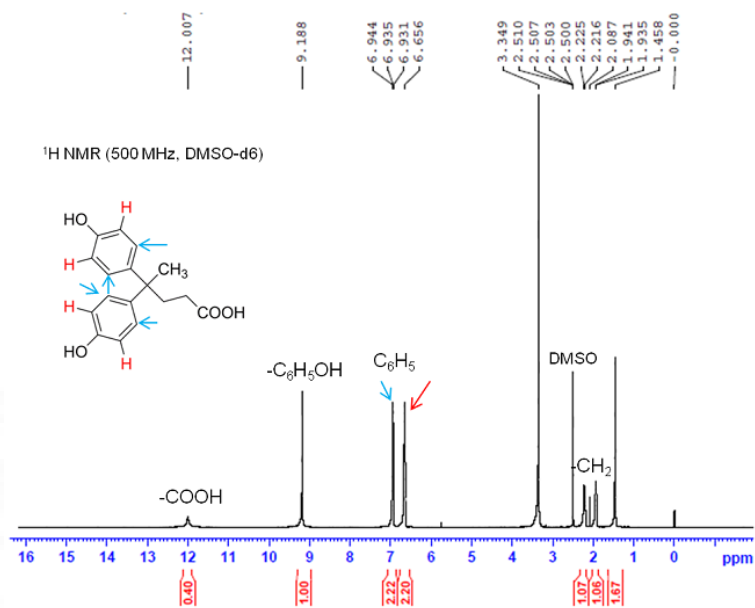 12.007
9.188
6.944
6.935
6.931
6.656
3.349
2.510
2.507
2.503
2.500
2.225
2.216
2.087
1.941
1.935
1.458
-0.000
¹H NMR (500 MHz, DMSO-d6)
H
HO
H
CH₃
H
COOH
HO
H
-COOH
-C₆H₅OH
C₆H₅
DMSO
-CH₂
16 15 14 13 12 11 10 9 8 7 6 5 4 3 2 1 0 ppm
0.40
1.00
2.22
2.20
1.07
1.06
1.67